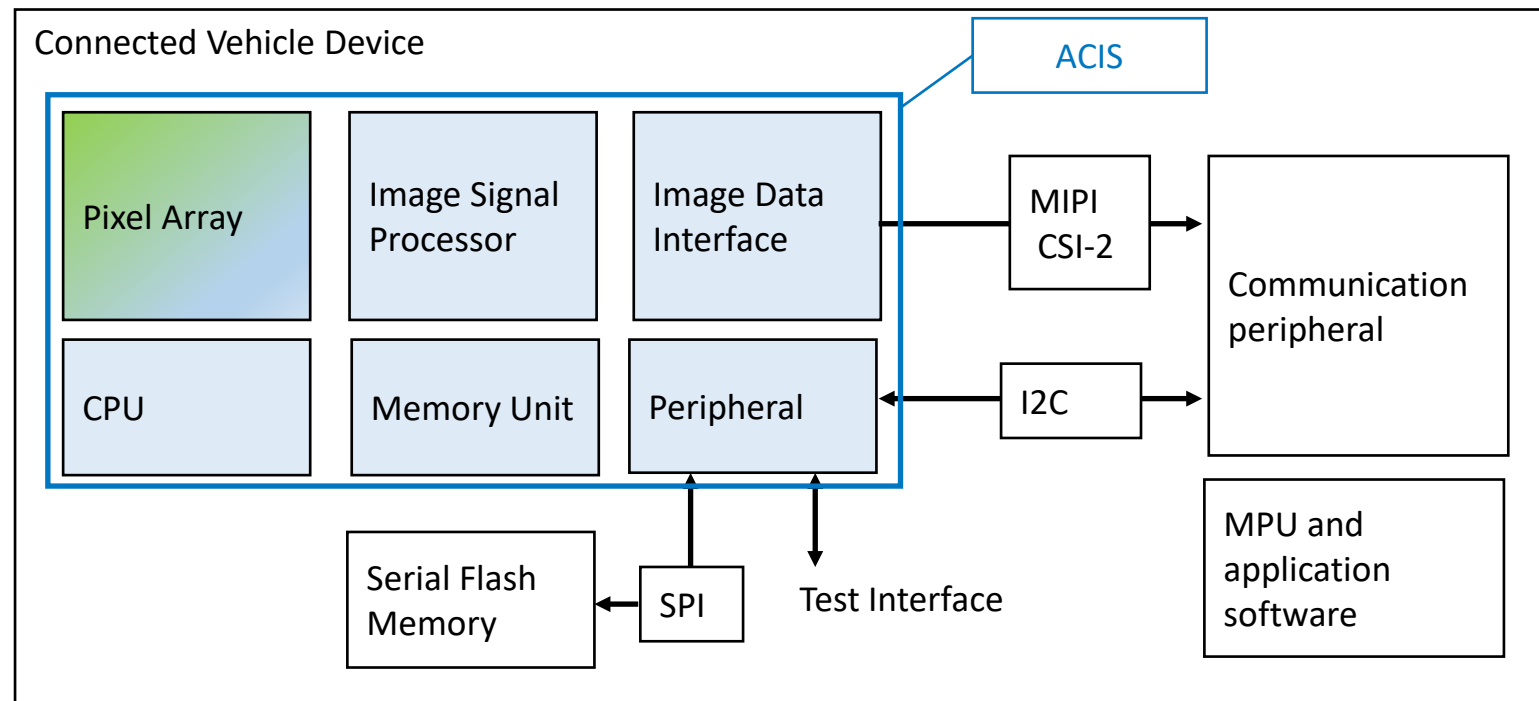 Connected Vehicle Device
ACIS
Pixel Array
Image Signal
Processor
Image Data
Interface
MIPI
CSI-2
Communication
peripheral
CPU
Memory Unit
Peripheral
I2C
Serial Flash
Memory
SPI
Test Interface
MPU and
application
software